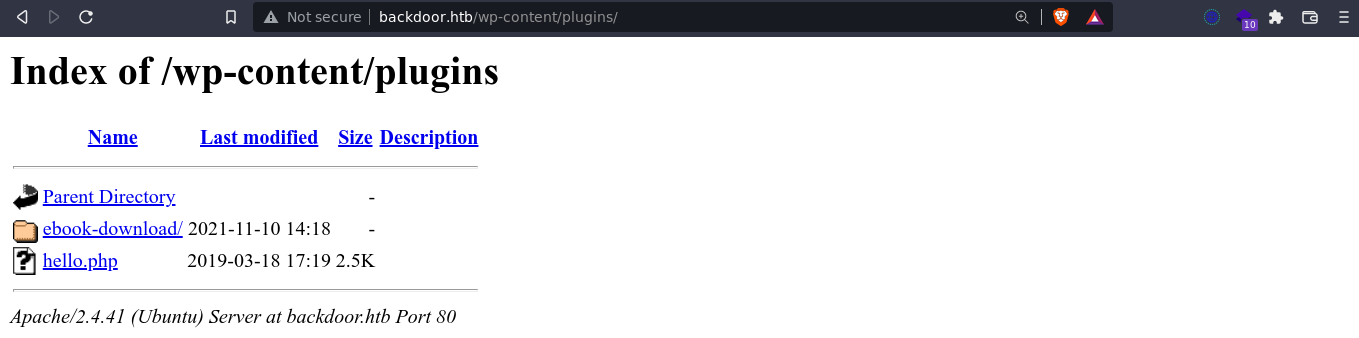 Not secure backdoor.htb/wp-content/plugins/
10
Index of /wp-content/plugins
Name Last modified Size Description
Parent Directory -
ebook-download/ 2021-11-10 14:18 -
hello.php 2019-03-18 17:19 2.5K
Apache/2.4.41 (Ubuntu) Server at backdoor.htb Port 80